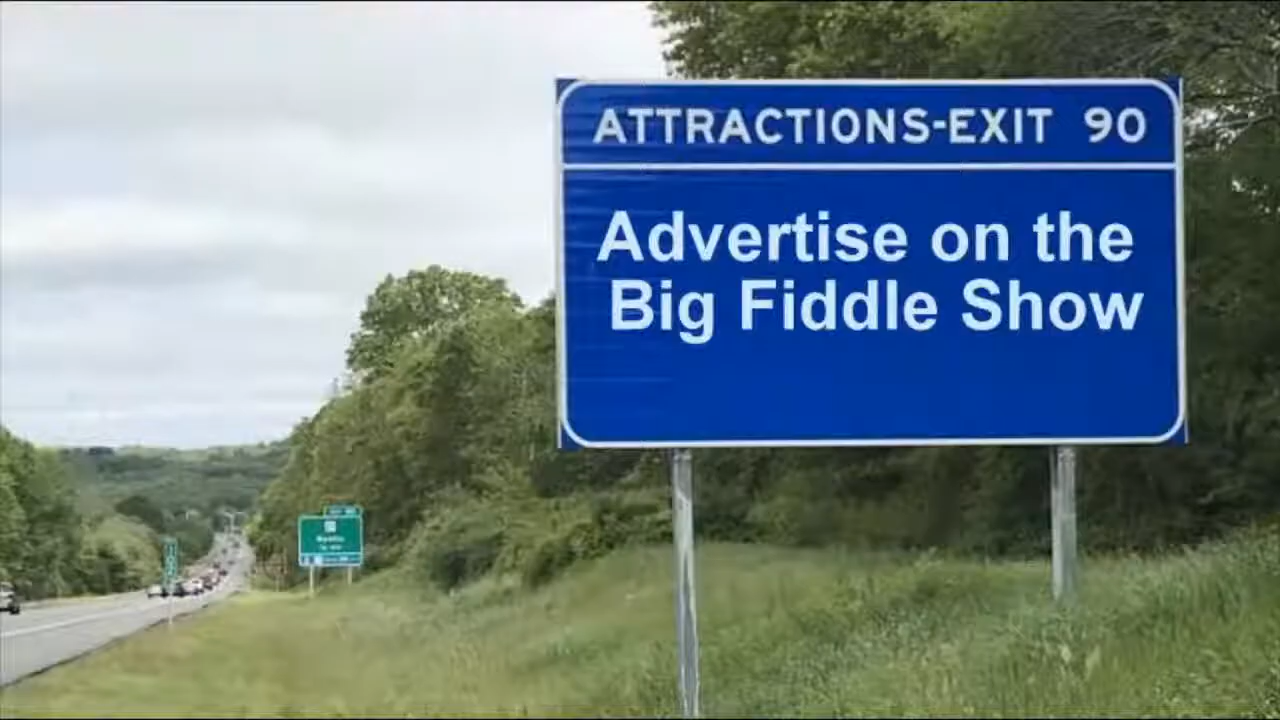 ATTRACTIONS-EXIT 90
Advertise on the
Big Fiddle Show